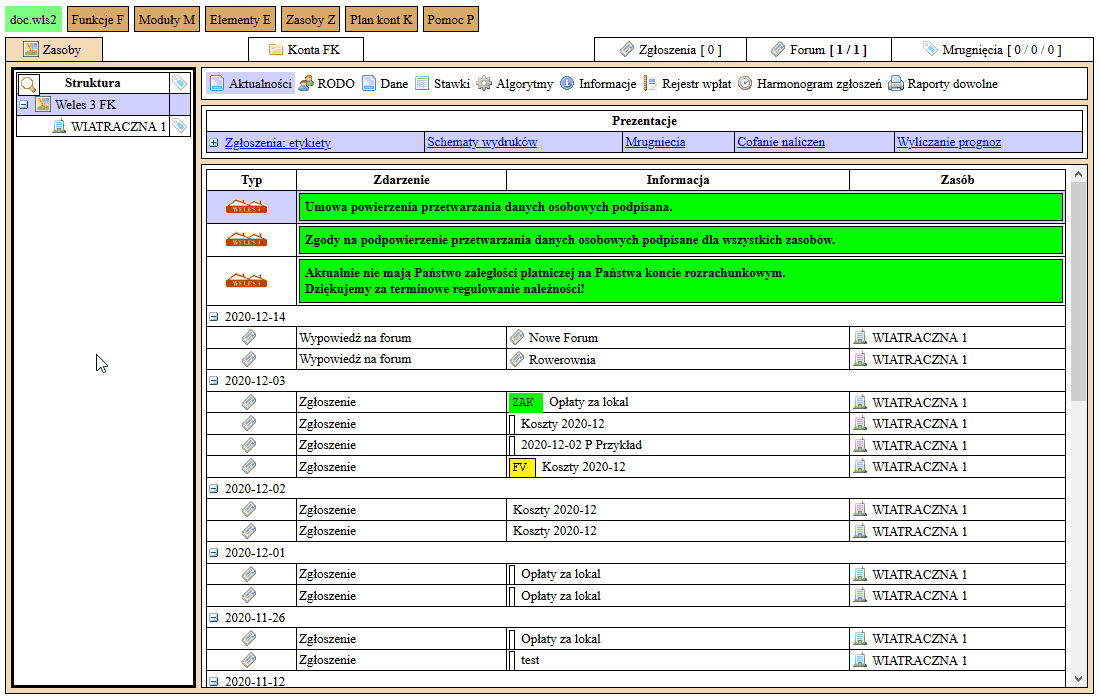 doc.wls2 Funkcje F Moduły M Elementy E Zasoby Z Plan kont K Pomoc P
Zasoby Konta FK Zgłoszenia [ 0 ] Forum [ 1 / 1 ] Mrugnięcia [ 0 / 0 / 0 ]
Struktura
Weles 3 FK
WIATRACZNA 1
Aktualności RODO Dane Stawki Algorytmy Informacje Rejestr wpłat Harmonogram zgłoszeń Raporty dowolne
Prezentacje
Zgłoszenia: etykiety Schematy wydruków Mrugniecia Cofanie naliczen Wyliczanie prognoz
Typ Zdarzenie Informacja Zasób
WELES 3 Umowa powierzenia przetwarzania danych osobowych podpisana.
WELES 3 Zgody na podpowierzenie przetwarzania danych osobowych podpisane dla wszystkich zasobów.
WELES 3 Aktualnie nie mają Państwo zaległości płatniczej na Państwa koncie rozrachunkowym.
Dziękujemy za terminowe regulowanie należności!
2020-12-14
Wypowiedź na forum Nowe Forum WIATRACZNA 1
Wypowiedź na forum Rowerownia WIATRACZNA 1
2020-12-03
Zgłoszenie ZAK Opłaty za lokal WIATRACZNA 1
Zgłoszenie Koszty 2020-12 WIATRACZNA 1
Zgłoszenie 2020-12-02 P Przykład WIATRACZNA 1
Zgłoszenie FV Koszty 2020-12 WIATRACZNA 1
2020-12-02
Zgłoszenie Koszty 2020-12 WIATRACZNA 1
Zgłoszenie Koszty 2020-12 WIATRACZNA 1
2020-12-01
Zgłoszenie Opłaty za lokal WIATRACZNA 1
Zgłoszenie Opłaty za lokal WIATRACZNA 1
2020-11-26
Zgłoszenie Opłaty za lokal WIATRACZNA 1
Zgłoszenie test WIATRACZNA 1
2020-11-12